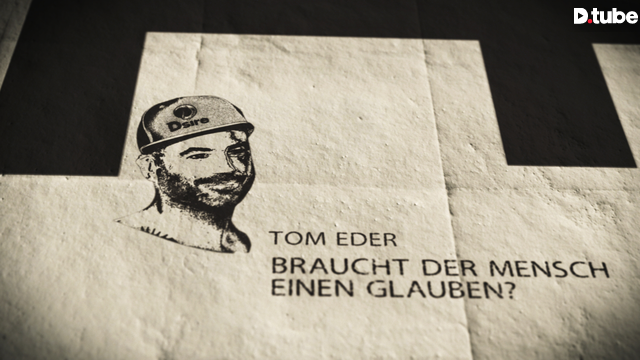 D.tube
Dsire
TOM EDER
BRAUCHT DER MENSCH
EINEN GLAUBEN?